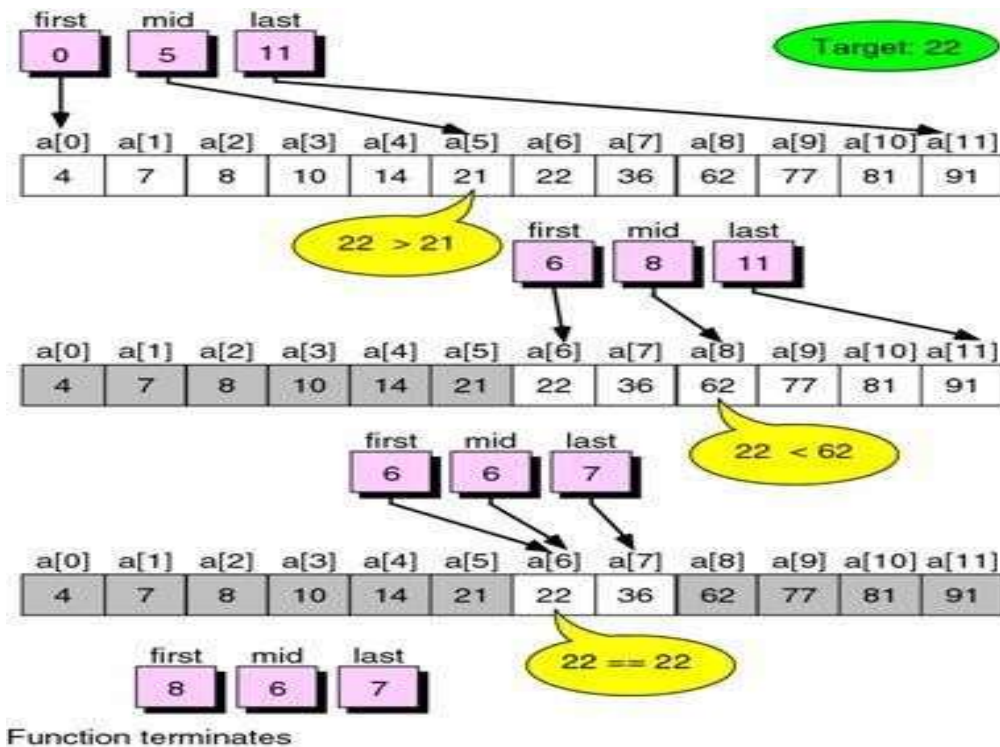 first mid last
0 5 11
Target: 22
a[0] a[1] a[2] a[3] a[4] a[5] a[6] a[7] a[8] a[9] a[10] a[11]
4 7 8 10 14 21 22 36 62 77 81 91
22 > 21
first mid last
6 8 11
a[0] a[1] a[2] a[3] a[4] a[5] a[6] a[7] a[8] a[9] a[10] a[11]
4 7 8 10 14 21 22 36 62 77 81 91
22 < 62
first mid last
6 6 7
a[0] a[1] a[2] a[3] a[4] a[5] a[6] a[7] a[8] a[9] a[10] a[11]
4 7 8 10 14 21 22 36 62 77 81 91
22 == 22
first mid last
8 6 7
Function terminates